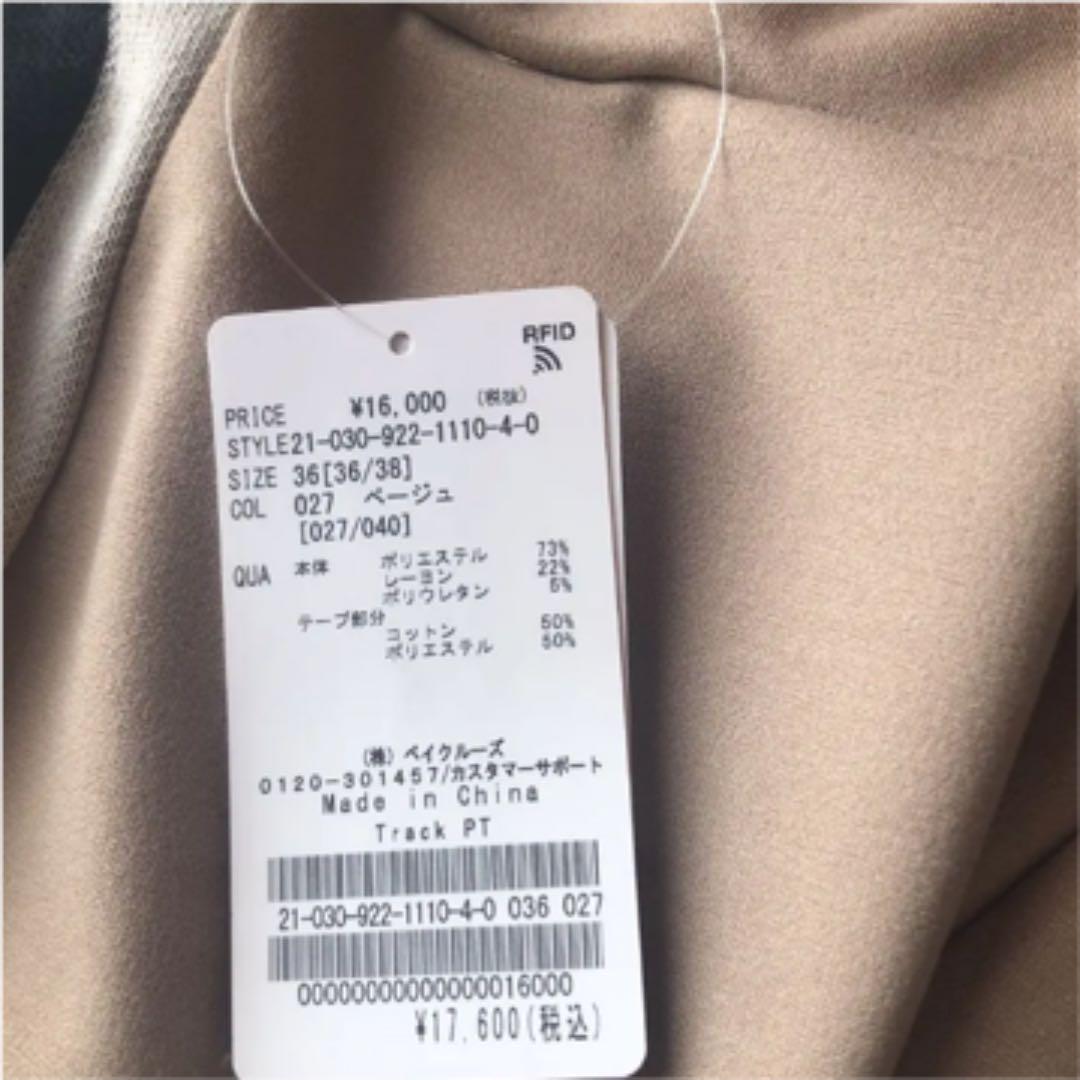 RFID
PRICE ¥16,000 (税抜)
STYLE 21-030-922-1110-4-0
SIZE 36[36/38]
COL 027 ベージュ
[027/040]
QUA 本体 ポリエステル 73%
レーヨン 22%
ポリウレタン 5%
テープ部分
コットン 50%
ポリエステル 50%
(株) ベイクルーズ
0120-301457/カスタマーサポート
Made in China
Track PT
21-030-922-1110-4-0 036 027
0000000000000016000
¥17,600(税込)